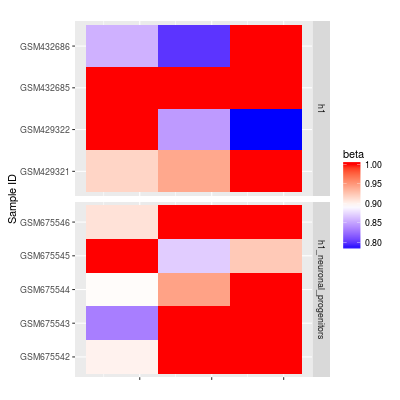 GSM432686
GSM432685
GSM429322
GSM429321
h1
Sample ID
GSM675546
GSM675545
GSM675544
GSM675543
GSM675542
h1_neuronal_progenitors
beta
1.00
0.95
0.90
0.85
0.80